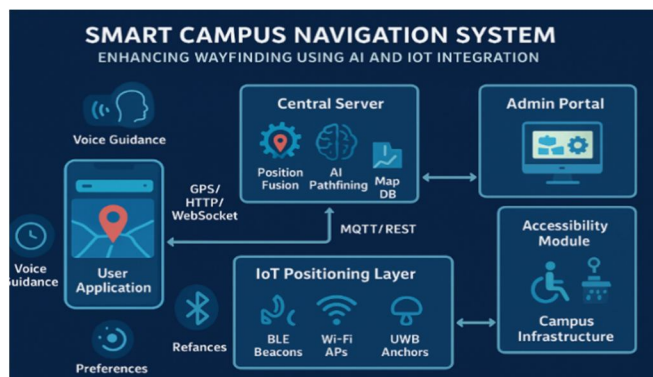 SMART CAMPUS NAVIGATION SYSTEM
ENHANCING WAYFINDING USING AI AND IOT INTEGRATION
Voice Guidance
GPS/
HTTP/
WebSocket
User
Application
Voice
Guidance
Preferences
Refances
Central Server
Position
Fusion
AI
Pathfining
Map
DB
MQTT/REST
Admin Portal
IoT Positioning Layer
BLE
Beacons
Wi-Fi
APs
UWB
Anchors
Accessibility
Module
Campus
Infrastructure